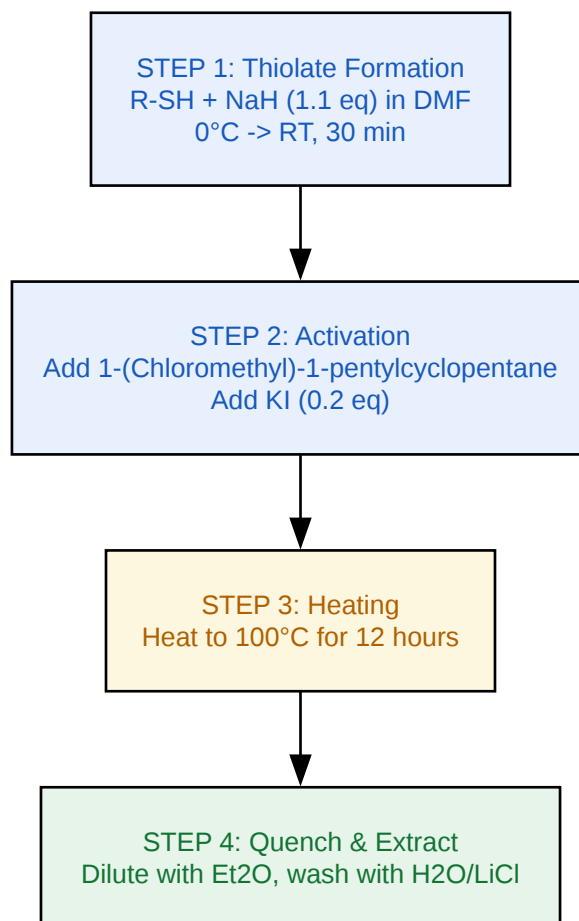 STEP 1: Thiolate Formation
R-SH + NaH (1.1 eq) in DMF
0°C -> RT, 30 min
STEP 2: Activation
Add 1-(Chloromethyl)-1-pentylcyclopentane
Add KI (0.2 eq)
STEP 3: Heating
Heat to 100°C for 12 hours
STEP 4: Quench & Extract
Dilute with Et2O, wash with H2O/LiCl